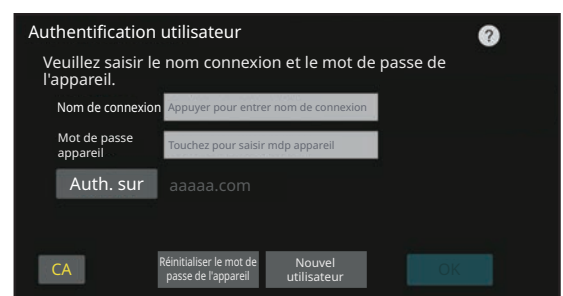 Authentification utilisateur
?
Veuillez saisir le nom connexion et le mot de passe de
l'appareil.
Nom de connexion
Appuyer pour entrer nom de connexion
Mot de passe
appareil
Touchez pour saisir mdp appareil
Auth. sur
aaaaa.com
CA
Réinitialiser le mot de
passe de l'appareil
Nouvel
utilisateur
OK